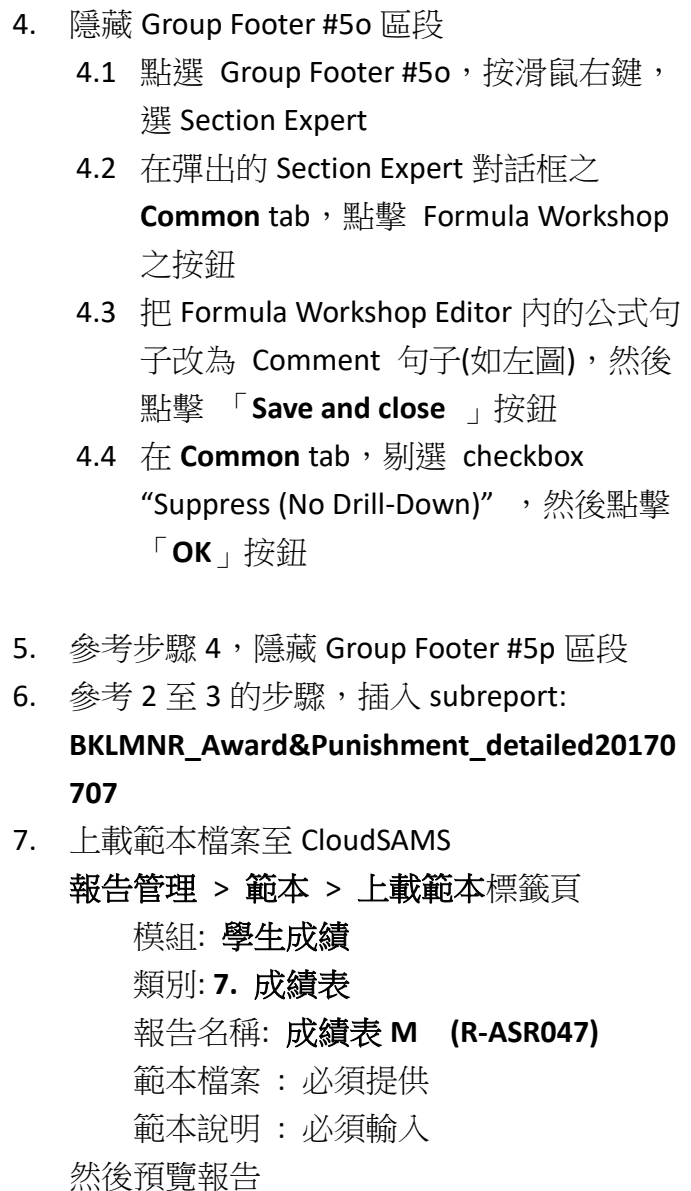 4. 隱藏 Group Footer #5o 區段
4.1 點選 Group Footer #5o，按滑鼠右鍵，
選 Section Expert
4.2 在彈出的 Section Expert 對話框之
Common tab，點擊 Formula Workshop
之按鈕
4.3 把 Formula Workshop Editor 內的公式句
子改為 Comment 句子(如左圖)，然後
點擊 「Save and close 」按鈕
4.4 在 Common tab，剔選 checkbox
“Suppress (No Drill-Down)” ，然後點擊
「OK」按鈕
5. 參考步驟 4，隱藏 Group Footer #5p 區段
6. 參考 2 至 3 的步驟，插入 subreport:
BKLMNR_Award&Punishment_detailed20170
707
7. 上載範本檔案至 CloudSAMS
報告管理 > 範本 > 上載範本標籤頁
模組: 學生成績
類別: 7. 成績表
報告名稱: 成績表 M (R-ASR047)
範本檔案 : 必須提供
範本說明 : 必須輸入
然後預覽報告